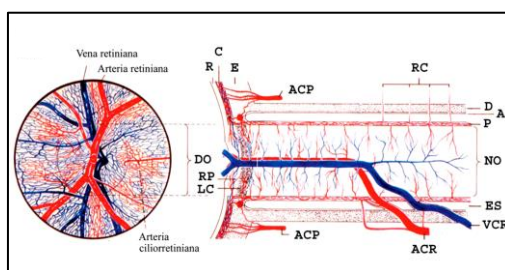 Vena retiniana
Arteria retiniana
C
R
E
ACP
RC
D
A
P
DO
RP
LC
NO
ES
VCR
ACP
ACR
Arteria
ciliorretiniana